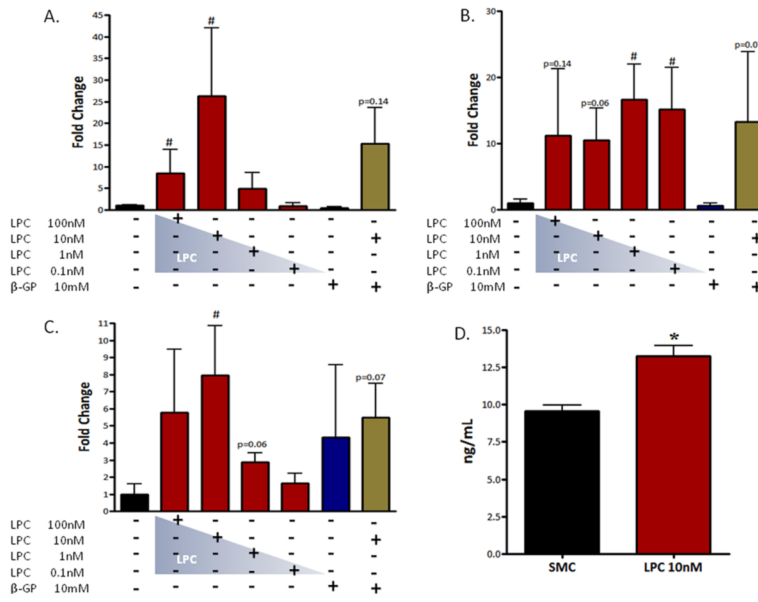 A.
Fold Change
45
40
35
30
25
20
15
10
5
0
#
#
p=0.14
LPC 100nM - + - - - - -
LPC 10nM - - + - - - +
LPC 1nM - - - + - - -
LPC 0.1nM - - - - + - -
β-GP 10mM - - - - - + +
LPC
B.
Fold Change
30
20
10
0
p=0.14
p=0.06
#
#
LPC 100nM - + - - - - -
LPC 10nM - - + - - - +
LPC 1nM - - - + - - -
LPC 0.1nM - - - - + - -
β-GP 10mM - - - - - + +
LPC
C.
Fold Change
11
10
9
8
7
6
5
4
3
2
1
0
#
p=0.06
p=0.07
LPC 100nM - + - - - - -
LPC 10nM - - + - - - +
LPC 1nM - - - + - - -
LPC 0.1nM - - - - + - -
β-GP 10mM - - - - - + +
LPC
D.
ng/mL
15.0
12.5
10.0
7.5
5.0
2.5
0.0
*
SMC LPC 10nM